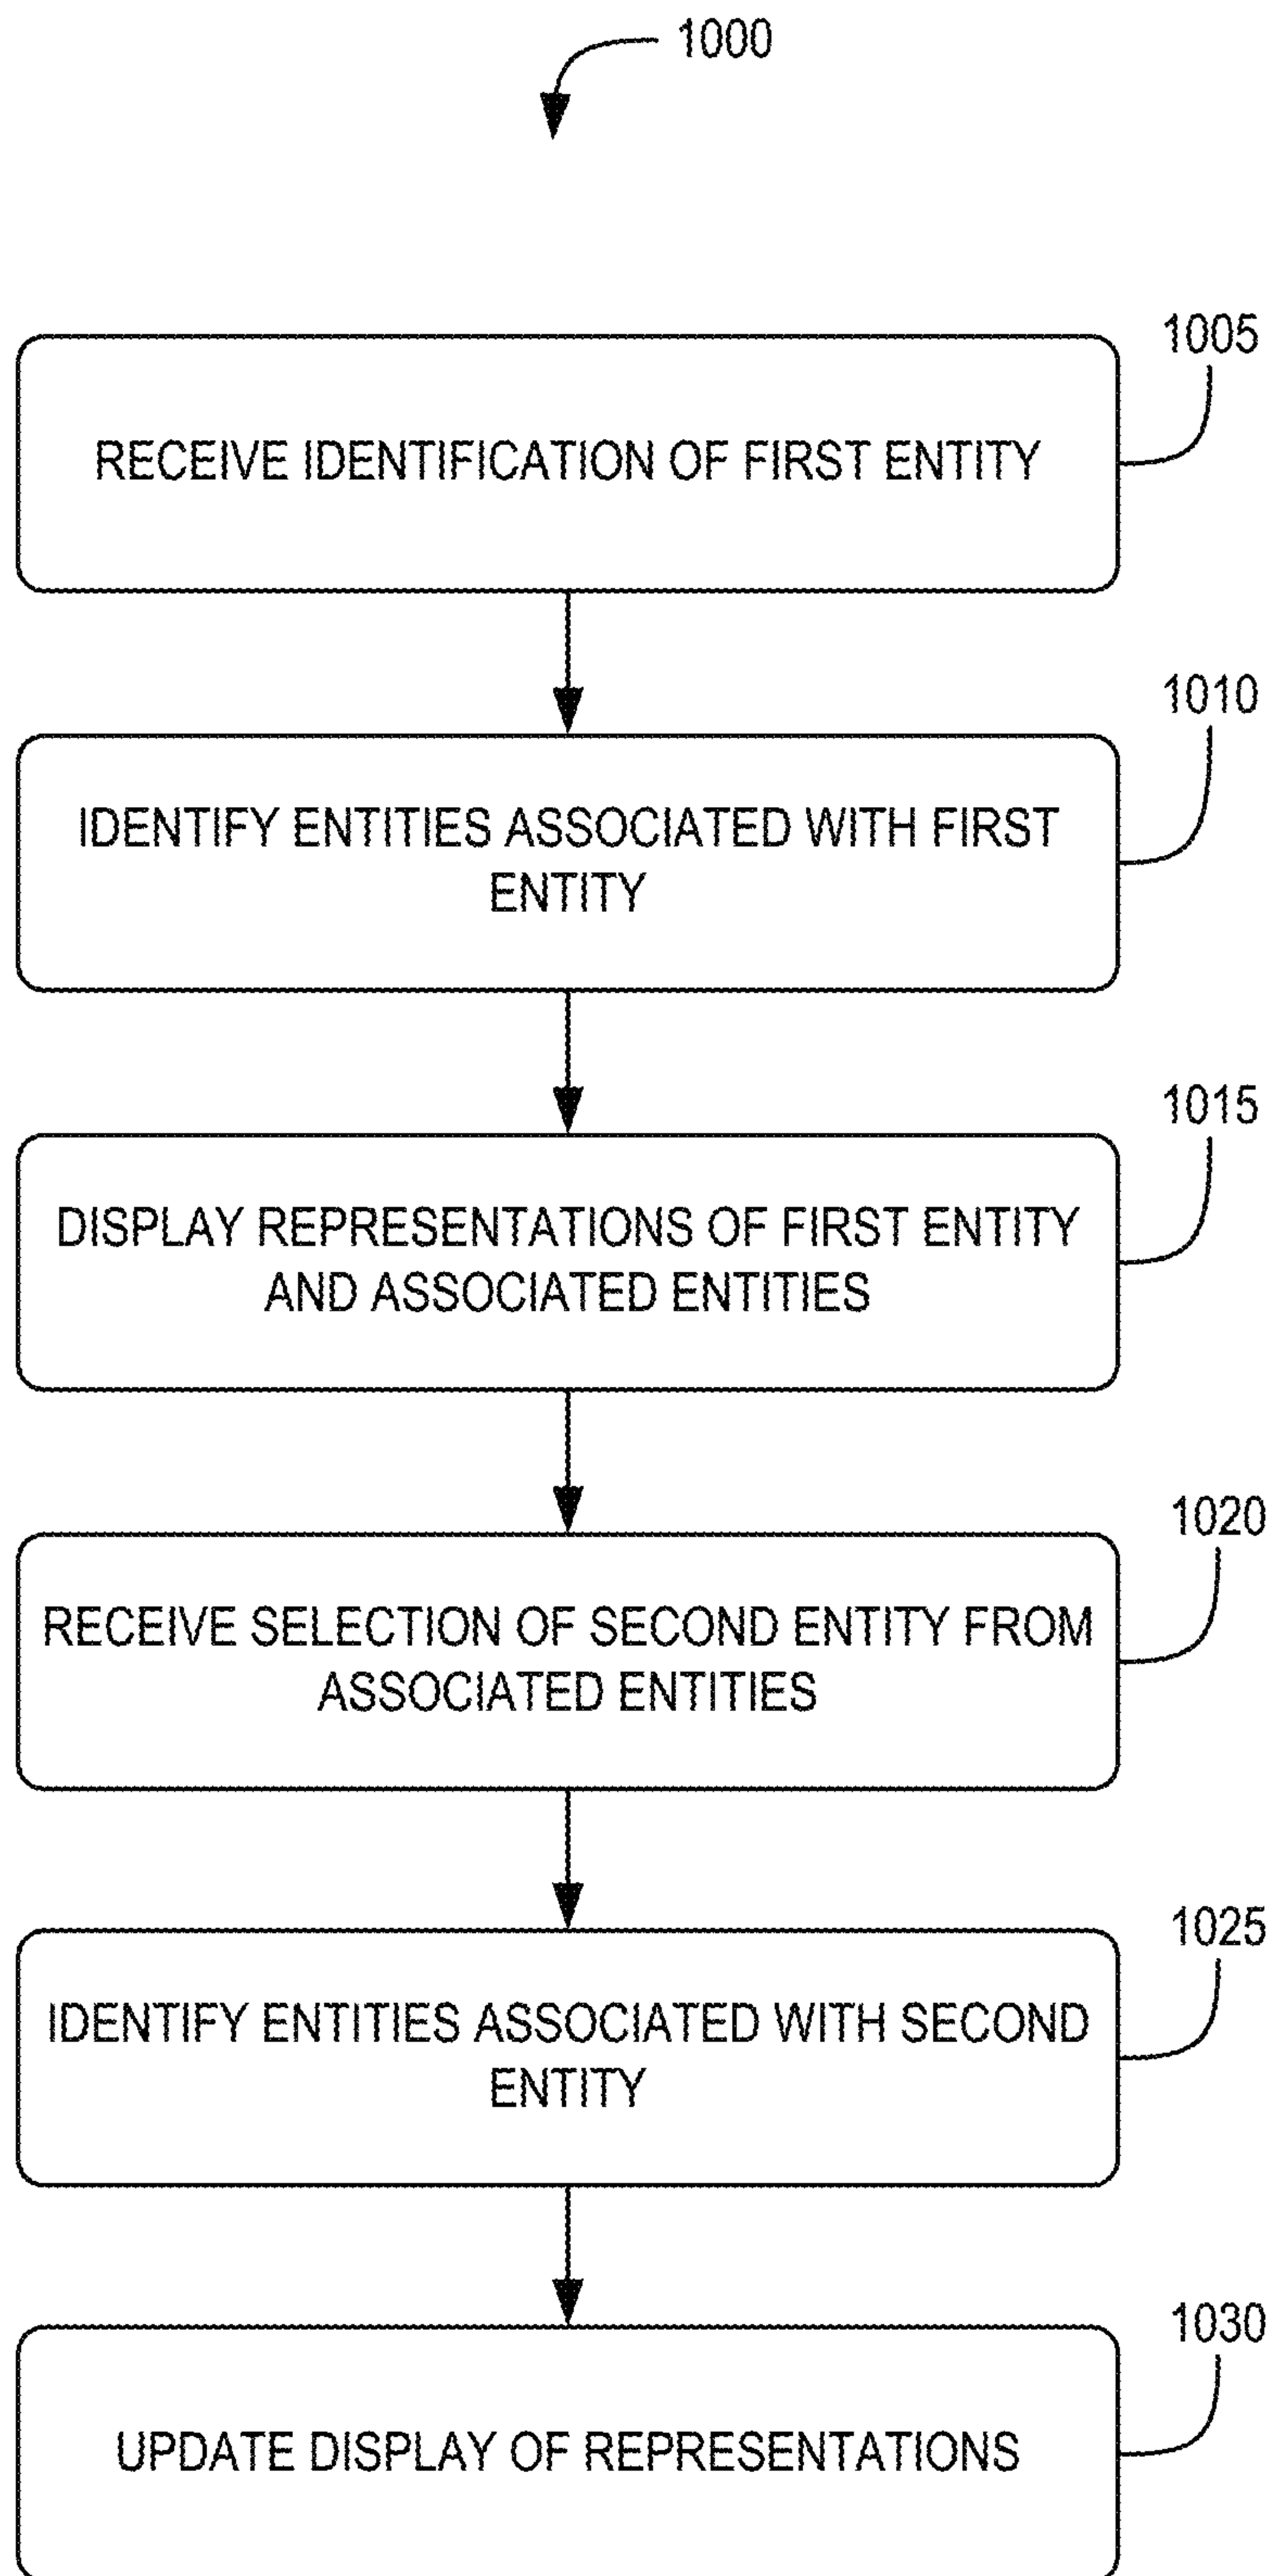 1000
1005
RECEIVE IDENTIFICATION OF FIRST ENTITY
1010
IDENTIFY ENTITIES ASSOCIATED WITH FIRST
ENTITY
1015
DISPLAY REPRESENTATIONS OF FIRST ENTITY
AND ASSOCIATED ENTITIES
1020
RECEIVE SELECTION OF SECOND ENTITY FROM
ASSOCIATED ENTITIES
1025
IDENTIFY ENTITIES ASSOCIATED WITH SECOND
ENTITY
1030
UPDATE DISPLAY OF REPRESENTATIONS